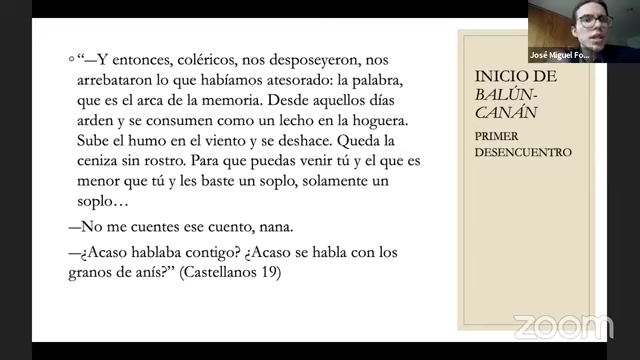 “—Y entonces, coléricos, nos desposeyeron, nos
arrebataron lo que habíamos atesorado: la palabra,
que es el arca de la memoria. Desde aquellos días
arden y se consumen como un lecho en la hoguera.
Sube el humo en el viento y se deshace. Queda la
ceniza sin rostro. Para que puedas venir tú y el que es
menor que tú y les baste un soplo, solamente un
soplo…
—No me cuentes ese cuento, nana.
—¿Acaso hablaba contigo? ¿Acaso se habla con los
granos de anís?” (Castellanos 19)
INICIO DE
BALÚN-
CANÁN
PRIMER
DESENCUENTRO
José Miguel Fo...
zoom